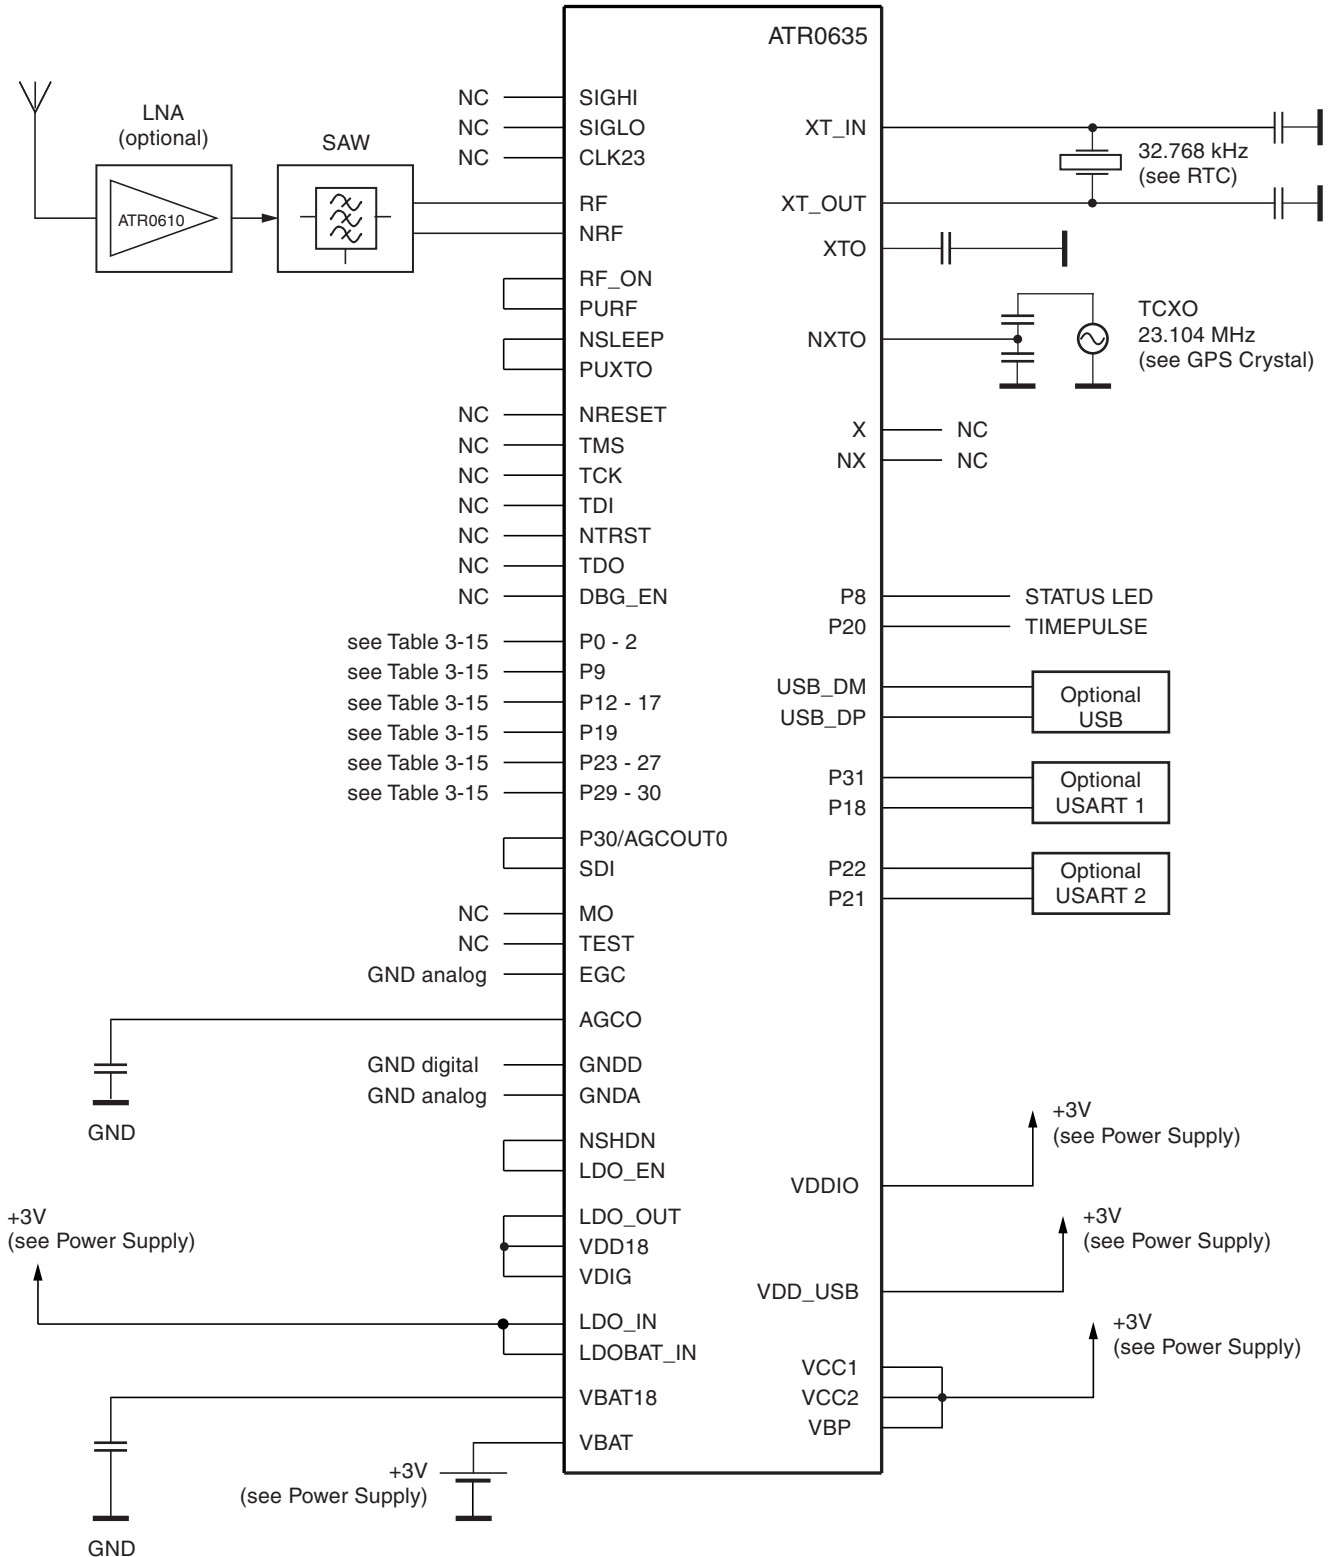 ATR0635
LNA
(optional)
ATR0610
SAW
NC SIGHI
NC SIGLO
NC CLK23
RF
NRF
RF_ON
PURF
NSLEEP
PUXTO
NC NRESET
NC TMS
NC TCK
NC TDI
NC NTRST
NC TDO
NC DBG_EN
see Table 3-15 P0 - 2
see Table 3-15 P9
see Table 3-15 P12 - 17
see Table 3-15 P19
see Table 3-15 P23 - 27
see Table 3-15 P29 - 30
P30/AGCOUT0
SDI
NC MO
NC TEST
GND analog EGC
AGCO
GND
GND digital GNDD
GND analog GNDA
NSHDN
LDO_EN
LDO_OUT
VDD18
VDIG
+3V
(see Power Supply)
LDO_IN
LDOBAT_IN
VBAT18
GND
VBAT
+3V
(see Power Supply)
XT_IN
32.768 kHz
(see RTC)
XT_OUT
XTO
NXTO
TCXO
23.104 MHz
(see GPS Crystal)
X NC
NX NC
P8 STATUS LED
P20 TIMEPULSE
USB_DM
USB_DP
Optional
USB
P31
P18
Optional
USART 1
P22
P21
Optional
USART 2
VDDIO
+3V
(see Power Supply)
VDD_USB
+3V
(see Power Supply)
VCC1
VCC2
VBP
+3V
(see Power Supply)